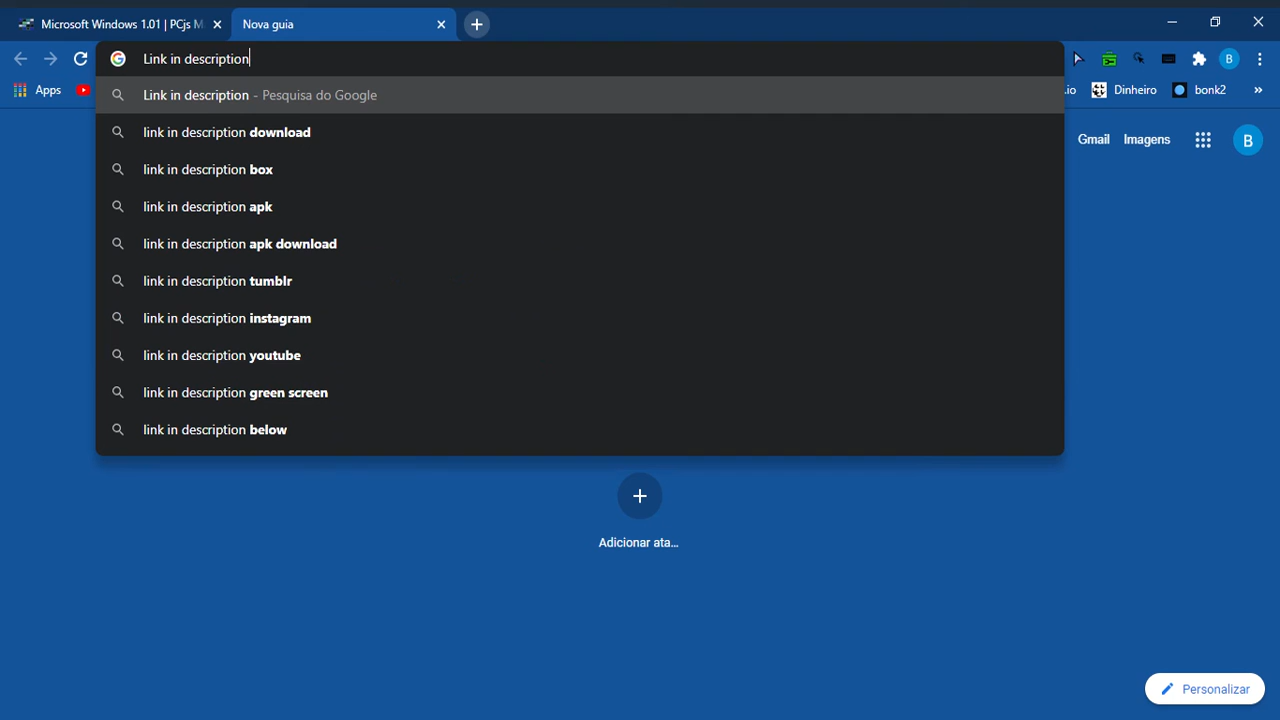 Microsoft Windows 1.01 | PCjs M
Nova guia
Link in description
Apps
.io
Dinheiro
bonk2
»
Link in description - Pesquisa do Google
link in description download
link in description box
link in description apk
link in description apk download
link in description tumblr
link in description instagram
link in description youtube
link in description green screen
link in description below
Gmail
Imagens
B
B
Adicionar ata...
Personalizar